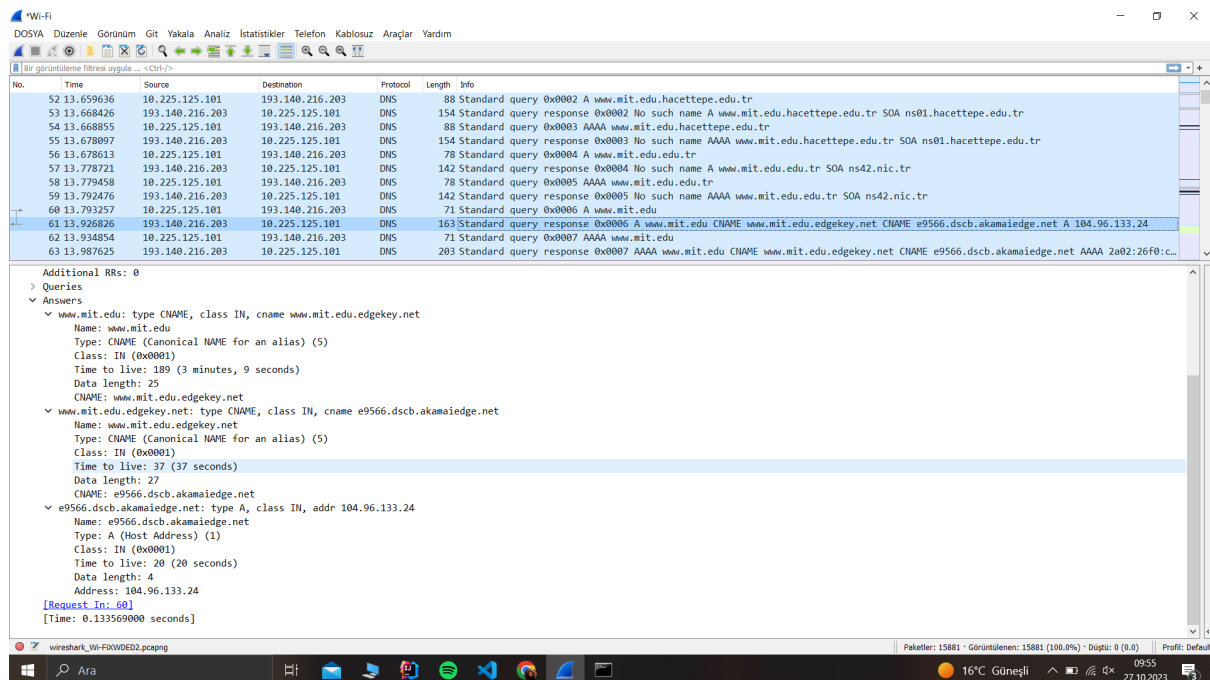 *Wi-Fi
DOSYA Düzenle Görünüm Git Yakala Analiz İstatistikler Telefon Kablosuz Araçlar Yardım
Bir görüntüleme filtresi uygula ... <Ctrl-/>
No. Time Source Destination Protocol Length Info
52 13.659636 10.225.125.101 193.140.216.203 DNS 88 Standard query 0x0002 A www.mit.edu.hacettepe.edu.tr
53 13.668426 193.140.216.203 10.225.125.101 DNS 154 Standard query response 0x0002 No such name A www.mit.edu.hacettepe.edu.tr SOA ns01.hacettepe.edu.tr
54 13.668855 10.225.125.101 193.140.216.203 DNS 88 Standard query 0x0003 AAAA www.mit.edu.hacettepe.edu.tr
55 13.678097 193.140.216.203 10.225.125.101 DNS 154 Standard query response 0x0003 No such name AAAA www.mit.edu.hacettepe.edu.tr SOA ns01.hacettepe.edu.tr
56 13.678613 10.225.125.101 193.140.216.203 DNS 78 Standard query 0x0004 A www.mit.edu.edu.tr
57 13.778721 193.140.216.203 10.225.125.101 DNS 142 Standard query response 0x0004 No such name A www.mit.edu.edu.tr SOA ns42.nic.tr
58 13.779458 10.225.125.101 193.140.216.203 DNS 78 Standard query 0x0005 AAAA www.mit.edu.edu.tr
59 13.792476 193.140.216.203 10.225.125.101 DNS 142 Standard query response 0x0005 No such name AAAA www.mit.edu.edu.tr SOA ns42.nic.tr
60 13.793257 10.225.125.101 193.140.216.203 DNS 71 Standard query 0x0006 A www.mit.edu
61 13.926826 193.140.216.203 10.225.125.101 DNS 163 Standard query response 0x0006 A www.mit.edu CNAME www.mit.edu.edgekey.net CNAME e9566.dscb.akamaiedge.net A 104.96.133.24
62 13.934854 10.225.125.101 193.140.216.203 DNS 71 Standard query 0x0007 AAAA www.mit.edu
63 13.987625 193.140.216.203 10.225.125.101 DNS 203 Standard query response 0x0007 AAAA www.mit.edu CNAME www.mit.edu.edgekey.net CNAME e9566.dscb.akamaiedge.net AAAA 2a02:26f0:c…
Additional RRs: 0
Queries
Answers
www.mit.edu: type CNAME, class IN, cname www.mit.edu.edgekey.net
Name: www.mit.edu
Type: CNAME (Canonical NAME for an alias) (5)
Class: IN (0x0001)
Time to live: 189 (3 minutes, 9 seconds)
Data length: 25
CNAME: www.mit.edu.edgekey.net
www.mit.edu.edgekey.net: type CNAME, class IN, cname e9566.dscb.akamaiedge.net
Name: www.mit.edu.edgekey.net
Type: CNAME (Canonical NAME for an alias) (5)
Class: IN (0x0001)
Time to live: 37 (37 seconds)
Data length: 27
CNAME: e9566.dscb.akamaiedge.net
e9566.dscb.akamaiedge.net: type A, class IN, addr 104.96.133.24
Name: e9566.dscb.akamaiedge.net
Type: A (Host Address) (1)
Class: IN (0x0001)
Time to live: 20 (20 seconds)
Data length: 4
Address: 104.96.133.24
[Request In: 60]
[Time: 0.133569000 seconds]
wireshark_Wi-FiXWDED2.pcapng Paketler: 15881 · Görüntülenen: 15881 (100.0%) · Düştü: 0 (0.0) Profil: Defaul
Ara 16°C Güneşli 09:55
27.10.2023 3